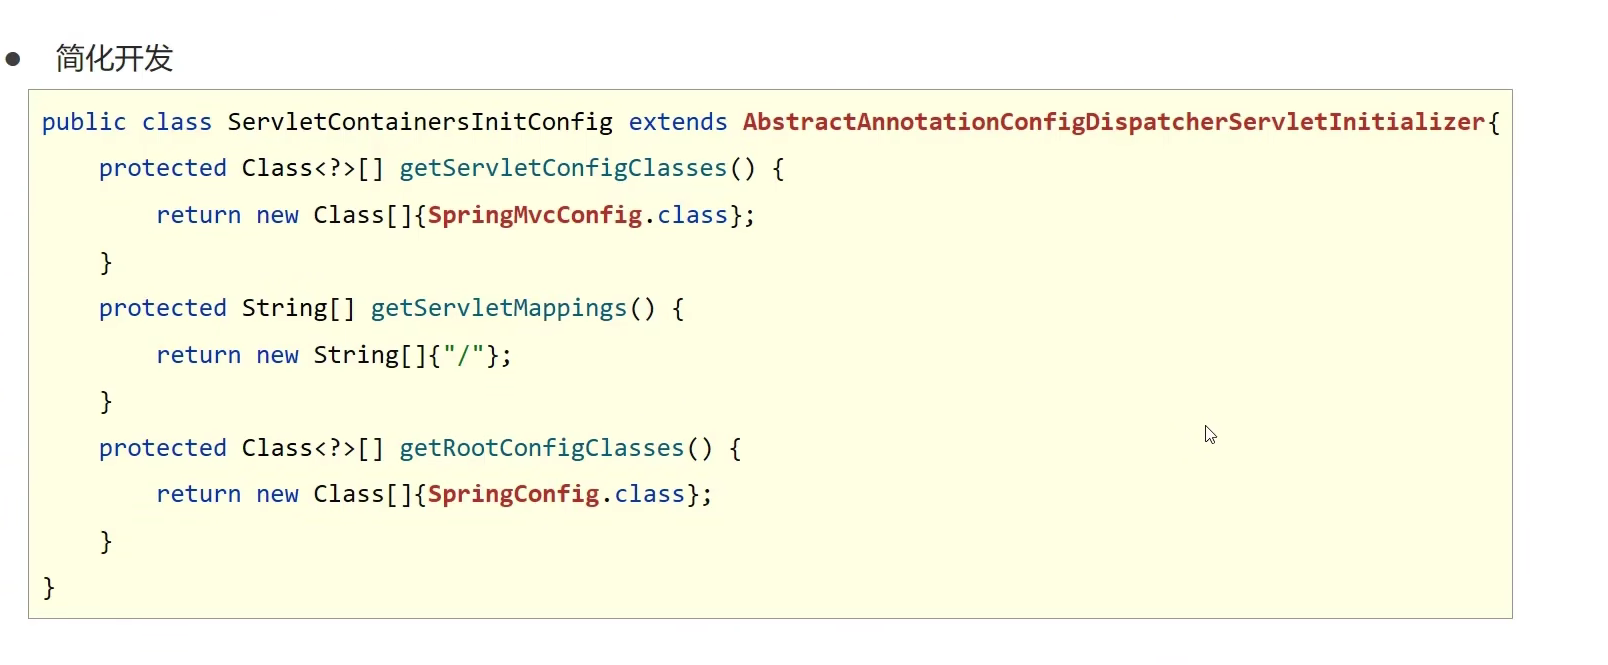 ● 简化开发
public class ServletContainersInitConfig extends AbstractAnnotationConfigDispatcherServletInitializer{
    protected Class<?>[] getServletConfigClasses() {
        return new Class[]{SpringMvcConfig.class};
    }
    protected String[] getServletMappings() {
        return new String[]{"/"};
    }
    protected Class<?>[] getRootConfigClasses() {
        return new Class[]{SpringConfig.class};
    }
}